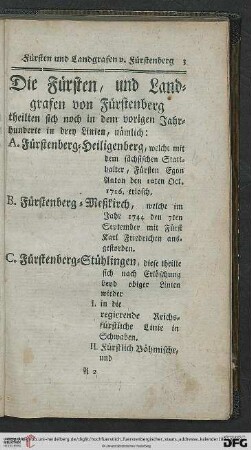 Fürsten und Landgrafen v. Fürstenberg 3
Die Fürsten, und Land-
grafen von Fürstenberg
theilten sich noch in dem vorigen Jahr-
hunderte in drey Linien, nämlich:
A. Fürstenberg-Heiligenberg, welche mit
dem sächsischen Statt-
halter, Fürsten Egon
Anton den 10ten Oct.
1716. erlosch.
B. Fürstenberg-Meßkirch, welche im
Jahr 1744 den 7ten
September mit Fürst
Karl Friedrichen aus-
gestorben.
C. Fürstenberg-Stühlingen, diese theilte
sich nach Erlöschung
beyd obiger Linien
wieder
I. in die
regierende Reichs-
fürstliche Linie in
Schwaben.
II. Fürstlich Böhmische,
und
A 2